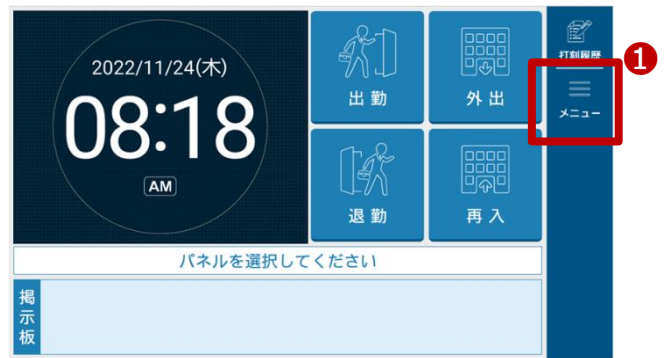 2022/11/24(木)
08:18
AM
出勤
外出
退勤
再入
打刻履歴
メニュー
1
パネルを選択してください
掲示板